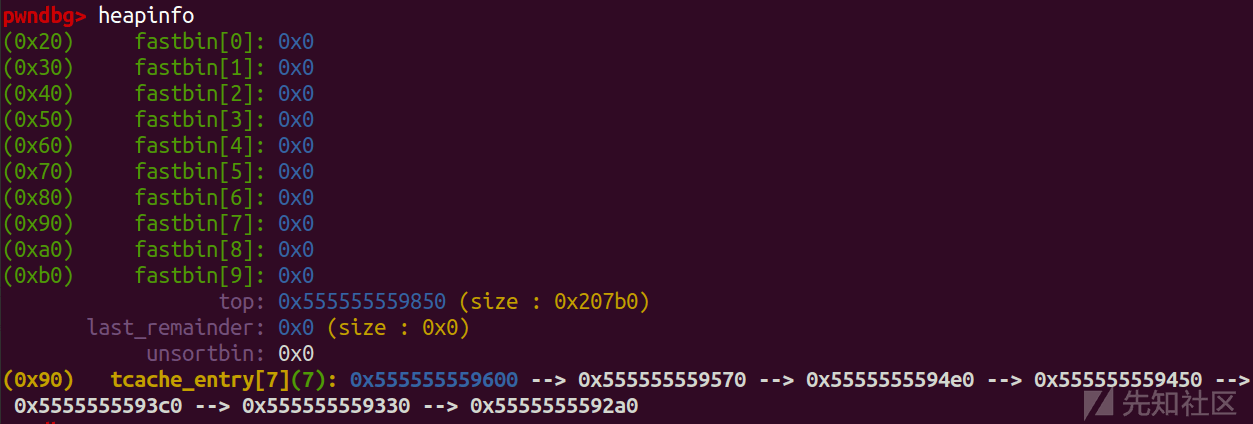 pwndbg> heapinfo
(0x20)     fastbin[0]: 0x0
(0x30)     fastbin[1]: 0x0
(0x40)     fastbin[2]: 0x0
(0x50)     fastbin[3]: 0x0
(0x60)     fastbin[4]: 0x0
(0x70)     fastbin[5]: 0x0
(0x80)     fastbin[6]: 0x0
(0x90)     fastbin[7]: 0x0
(0xa0)     fastbin[8]: 0x0
(0xb0)     fastbin[9]: 0x0
top: 0x555555559850 (size : 0x207b0)
last_remainder: 0x0 (size : 0x0)
unsortbin: 0x0
(0x90)   tcache_entry[7](7): 0x555555559600 --> 0x555555559570 --> 0x5555555594e0 --> 0x555555559450 -->
0x5555555593c0 --> 0x555555559330 --> 0x5555555592a0
先知社区